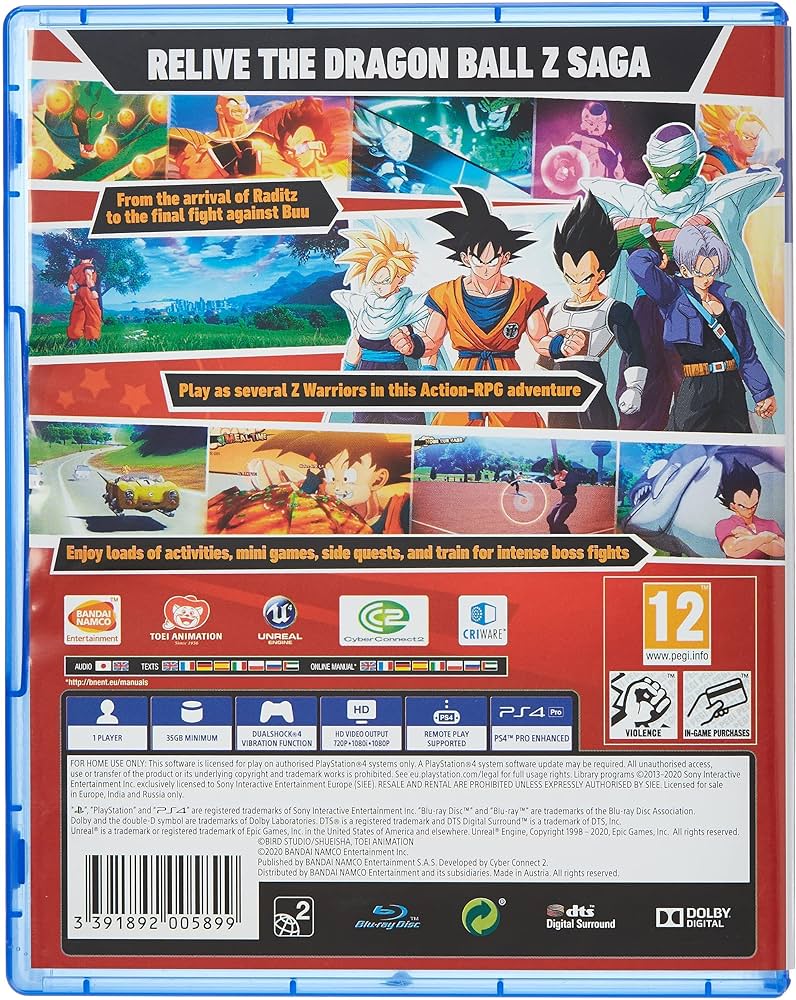 RELIVE THE DRAGON BALL Z SAGA
From the arrival of Raditz
to the final fight against Buu
Play as several Z Warriors in this Action-RPG adventure
Enjoy loads of activities, mini games, side quests, and train for intense boss fights
BANDAI
NAMCO
Entertainment
TOEI ANIMATION
Since 1956
UNREAL
ENGINE
CyberConnect2
CRIWARE™
12
www.pegi.info
VIOLENCE
IN-GAME PURCHASES
AUDIO
TEXTS
ONLINE MANUAL*
*http://bnent.eu/manuals
HD
PS4
PS4 Pro
1 PLAYER
35GB MINIMUM
DUALSHOCK®4
VIBRATION FUNCTION
HD VIDEO OUTPUT
720p•1080i•1080p
REMOTE PLAY
SUPPORTED
PS4™ PRO ENHANCED
FOR HOME USE ONLY: This software is licensed for play on authorised PlayStation®4 systems only. A PlayStation®4 system software update may be required. All unauthorised access,
use or transfer of the product or its underlying copyright and trademark works is prohibited. See eu.playstation.com/legal for full usage rights. Library programs ©2013-2020 Sony Interactive
Entertainment Inc. exclusively licensed to Sony Interactive Entertainment Europe (SIEE). RESALE AND RENTAL ARE PROHIBITED UNLESS EXPRESSLY AUTHORISED BY SIEE. Licensed for sale
in Europe, India and Russia only.
"PlayStation" and "PS4" are registered trademarks of Sony Interactive Entertainment Inc. "Blu-ray Disc™" and "Blu-ray™" are trademarks of the Blu-ray Disc Association.
Dolby and the double-D symbol are trademarks of Dolby Laboratories. DTS® is a registered trademark and DTS Digital Surround™ is a trademark of DTS, Inc.
Unreal® is a trademark or registered trademark of Epic Games, Inc. in the United States of America and elsewhere. Unreal® Engine, Copyright 1998 – 2020, Epic Games, Inc. All rights reserved.
©BIRD STUDIO/SHUEISHA, TOEI ANIMATION
©2020 BANDAI NAMCO Entertainment Inc.
Published by BANDAI NAMCO Entertainment S.A.S. Developed by Cyber Connect 2.
Distributed by BANDAI NAMCO Entertainment and its subsidiaries. Made in Austria. All rights reserved.
3 391892 005899
2
Blu-ray Disc™
dts
Digital Surround
DOLBY
DIGITAL